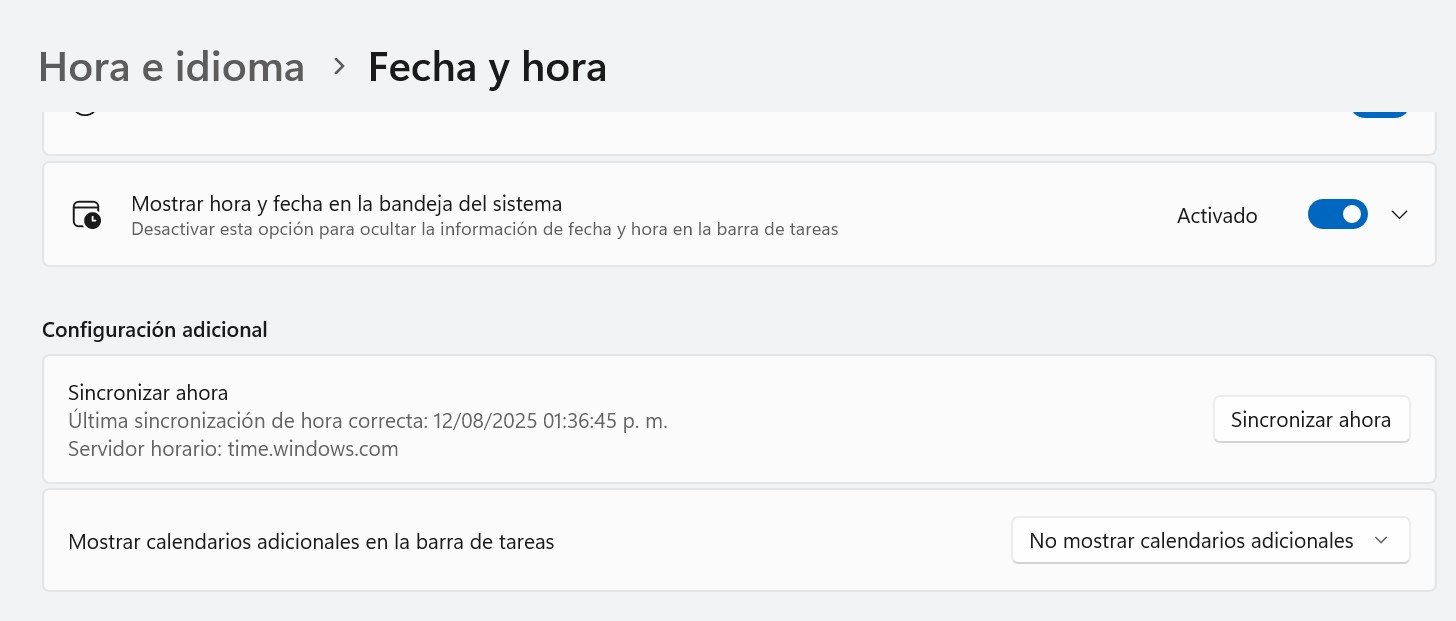 Hora e idioma > Fecha y hora
Mostrar hora y fecha en la bandeja del sistema
Desactivar esta opción para ocultar la información de fecha y hora en la barra de tareas
Activado
Configuración adicional
Sincronizar ahora
Última sincronización de hora correcta: 12/08/2025 01:36:45 p. m.
Servidor horario: time.windows.com
Sincronizar ahora
Mostrar calendarios adicionales en la barra de tareas
No mostrar calendarios adicionales